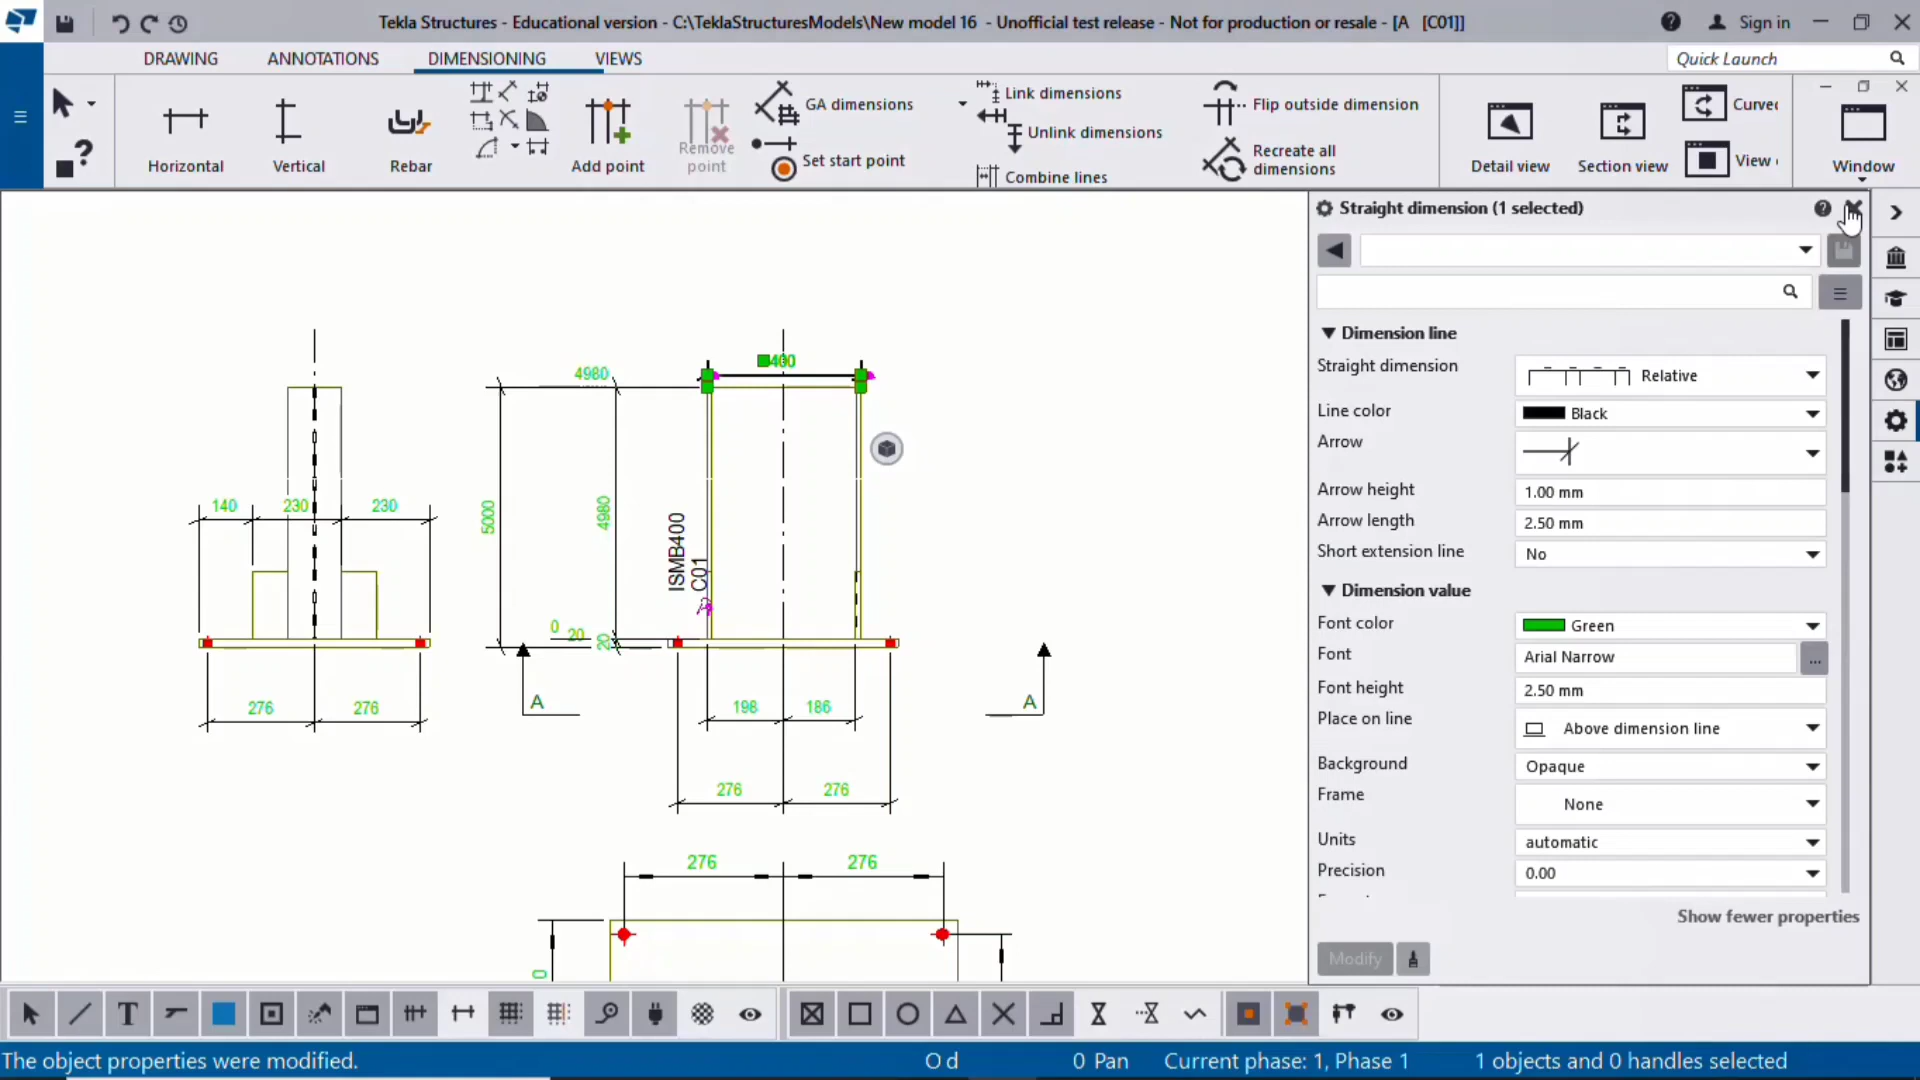 Tekla Structures - Educational version - C:\TeklaStructuresModels\New model 16 - Unofficial test release - Not for production or resale - [A [C01]]
Sign in
DRAWING
ANNOTATIONS
DIMENSIONING
VIEWS
Quick Launch
Horizontal
Vertical
Rebar
Add point
Remove point
GA dimensions
Set start point
Link dimensions
Unlink dimensions
Combine lines
Flip outside dimension
Recreate all dimensions
Detail view
Section view
Curved
View
Window
Straight dimension (1 selected)
Dimension line
Straight dimension
Relative
Line color
Black
Arrow
Arrow height
1.00 mm
Arrow length
2.50 mm
Short extension line
No
Dimension value
Font color
Green
Font
Arial Narrow
...
Font height
2.50 mm
Place on line
Above dimension line
Background
Opaque
Frame
None
Units
automatic
Precision
0.00
Show fewer properties
Modify
400
4980
140
230
230
5000
4980
ISMB400
C01
0
20
20
276
276
A
A
198
186
276
276
276
276
0
The object properties were modified.
O d
0 Pan
Current phase: 1, Phase 1
1 objects and 0 handles selected